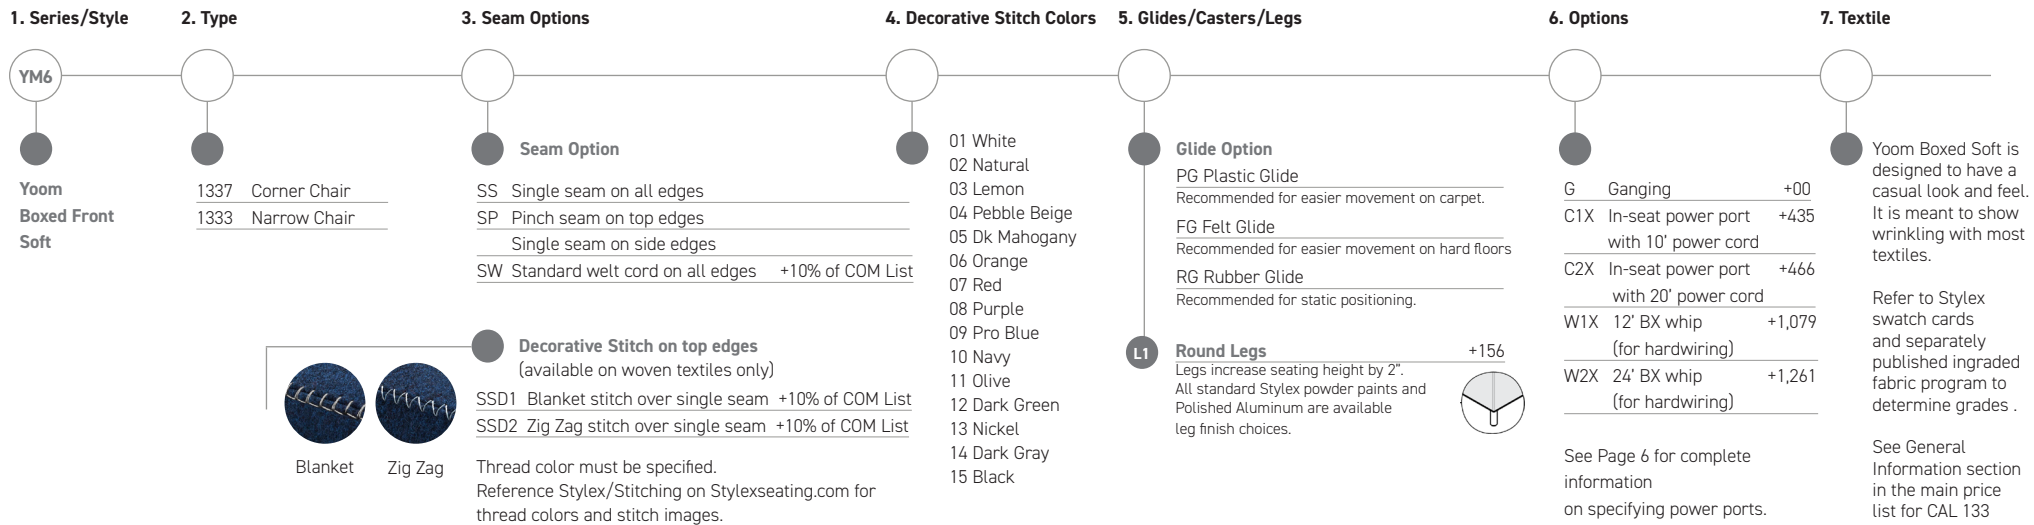 1. Series/Style
2. Type
3. Seam Options
4. Decorative Stitch Colors
5. Glides/Casters/Legs
6. Options
7. Textile
YM6
Yoom
Boxed Front
Soft
1337 Corner Chair
1333 Narrow Chair
Seam Option
SS Single seam on all edges
SP Pinch seam on top edges
Single seam on side edges
SW Standard welt cord on all edges +10% of COM List
Decorative Stitch on top edges
(available on woven textiles only)
SSD1 Blanket stitch over single seam +10% of COM List
SSD2 Zig Zag stitch over single seam +10% of COM List
Blanket
Zig Zag
Thread color must be specified.
Reference Stylex/Stitching on Stylexseating.com for
thread colors and stitch images.
01 White
02 Natural
03 Lemon
04 Pebble Beige
05 Dk Mahogany
06 Orange
07 Red
08 Purple
09 Pro Blue
10 Navy
11 Olive
12 Dark Green
13 Nickel
14 Dark Gray
15 Black
Glide Option
PG Plastic Glide
Recommended for easier movement on carpet.
FG Felt Glide
Recommended for easier movement on hard floors
RG Rubber Glide
Recommended for static positioning.
L1
Round Legs +156
Legs increase seating height by 2".
All standard Stylex powder paints and
Polished Aluminum are available
leg finish choices.
G Ganging +00
C1X In-seat power port +435
with 10' power cord
C2X In-seat power port +466
with 20' power cord
W1X 12' BX whip +1,079
(for hardwiring)
W2X 24' BX whip +1,261
(for hardwiring)
See Page 6 for complete
information
on specifying power ports.
Yoom Boxed Soft is
designed to have a
casual look and feel.
It is meant to show
wrinkling with most
textiles.
Refer to Stylex
swatch cards
and separately
published ingraded
fabric program to
determine grades .
See General
Information section
in the main price
list for CAL 133